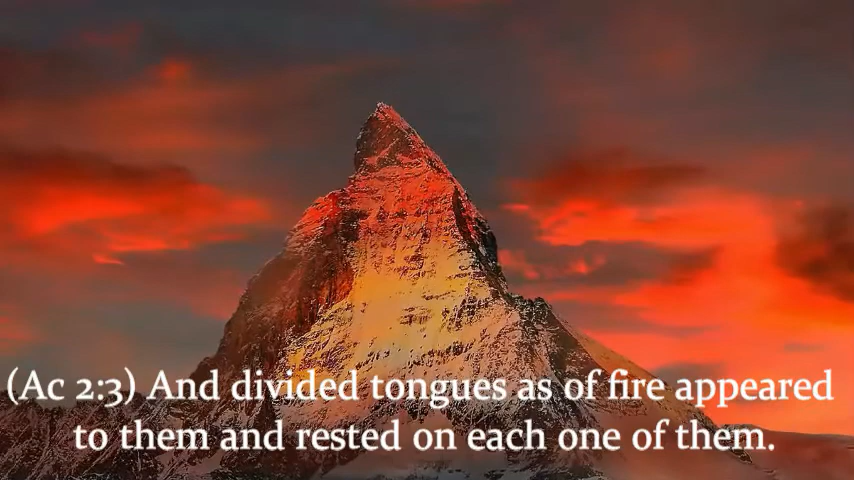 (Ac 2:3) And divided tongues as of fire appeared
to them and rested on each one of them.